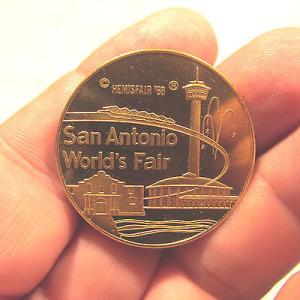 © HEMISFAIR '68 ®
San Antonio
World's Fair